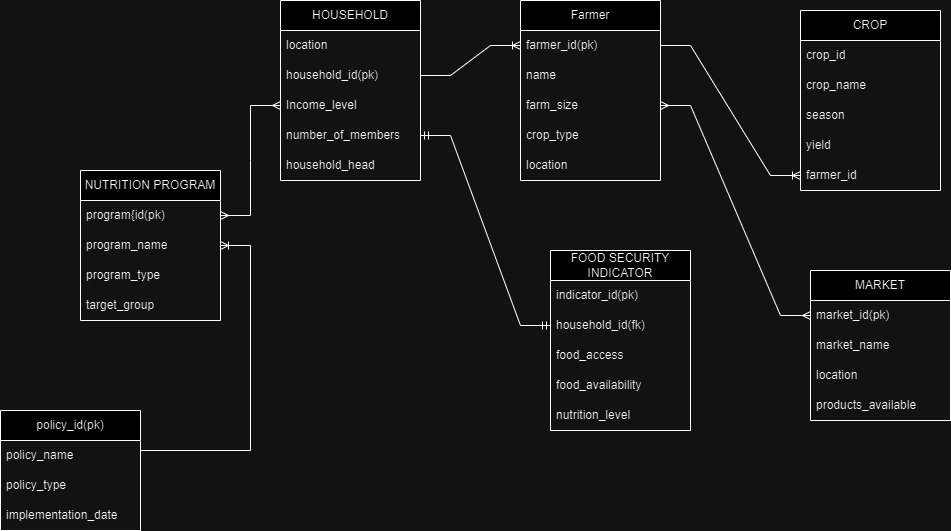 HOUSEHOLD
location
household_id(pk)
Income_level
number_of_members
household_head
Farmer
farmer_id(pk)
name
farm_size
crop_type
location
CROP
crop_id
crop_name
season
yield
farmer_id
NUTRITION PROGRAM
program{id(pk)
program_name
program_type
target_group
FOOD SECURITY
INDICATOR
indicator_id(pk)
household_id(fk)
food_access
food_availability
nutrition_level
MARKET
market_id(pk)
market_name
location
products_available
policy_id(pk)
policy_name
policy_type
implementation_date